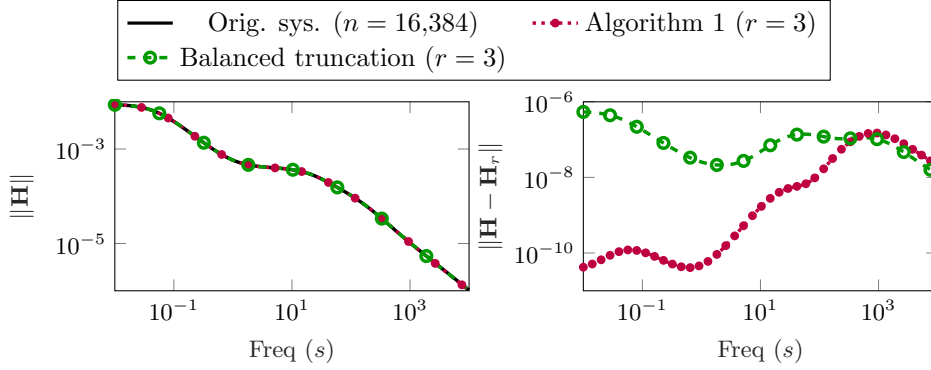 Orig. sys. (n = 16,384)
Algorithm 1 (r = 3)
Balanced truncation (r = 3)
‖H‖
10^−3
10^−5
10^−1
10^1
10^3
Freq (s)
‖H − H_r‖
10^−6
10^−8
10^−10
10^−1
10^1
10^3
Freq (s)